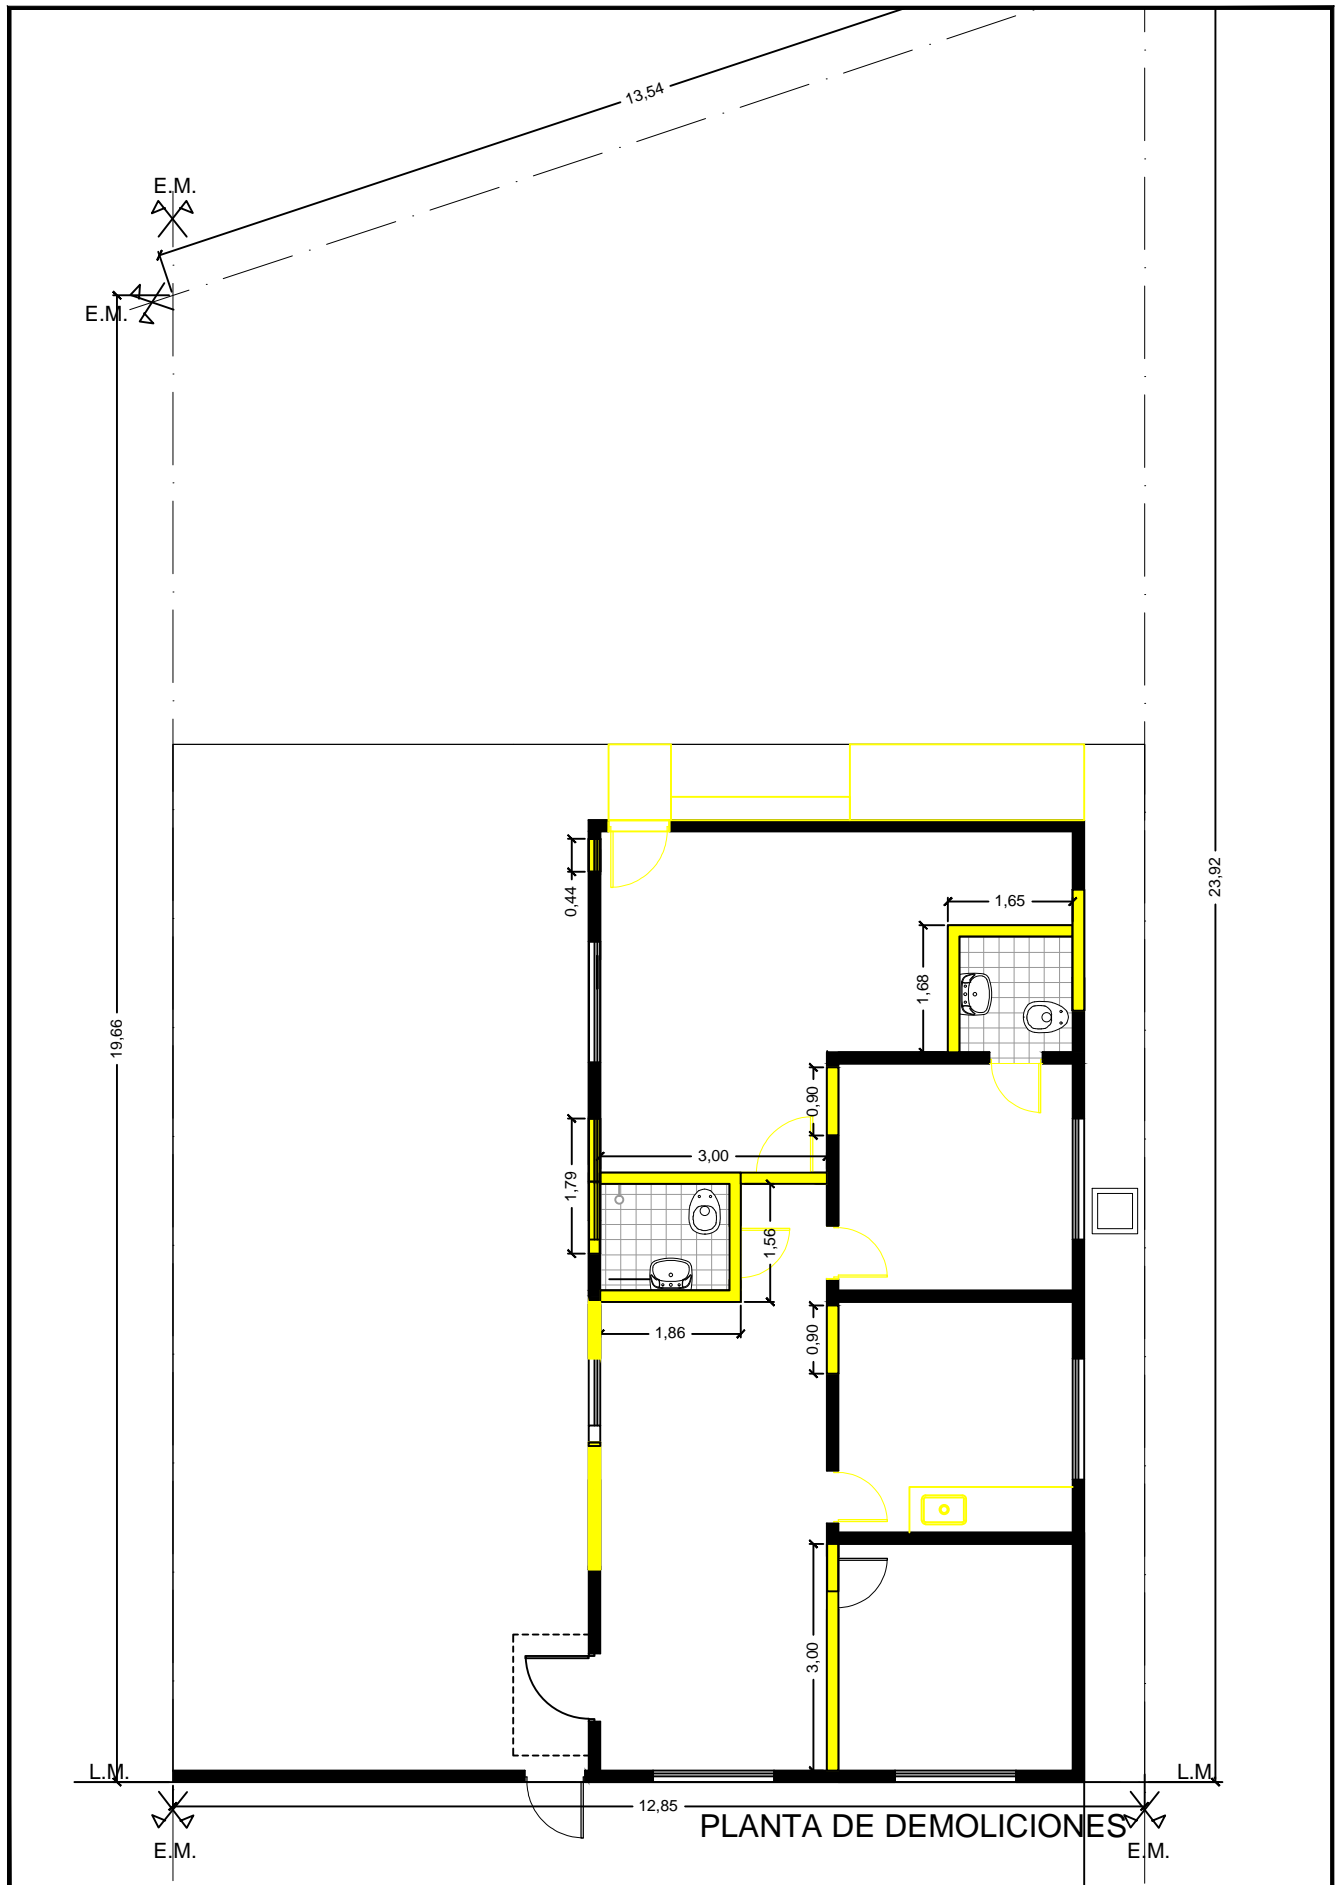 13,54
E.M.
E.M.
23,92
0,44
1,65
1,68
19,66
0,90
3,00
1,79
1,56
1,86
0,90
3,00
L.M.
L.M.
12,85
PLANTA DE DEMOLICIONES
E.M.
E.M.